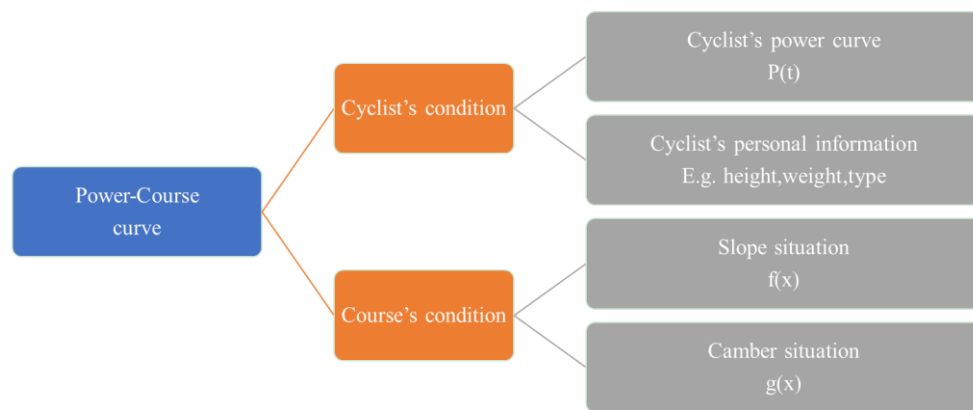 Power-Course
curve
Cyclist's condition
Course's condition
Cyclist's power curve
P(t)
Cyclist's personal information
E.g. height,weight,type
Slope situation
f(x)
Camber situation
g(x)